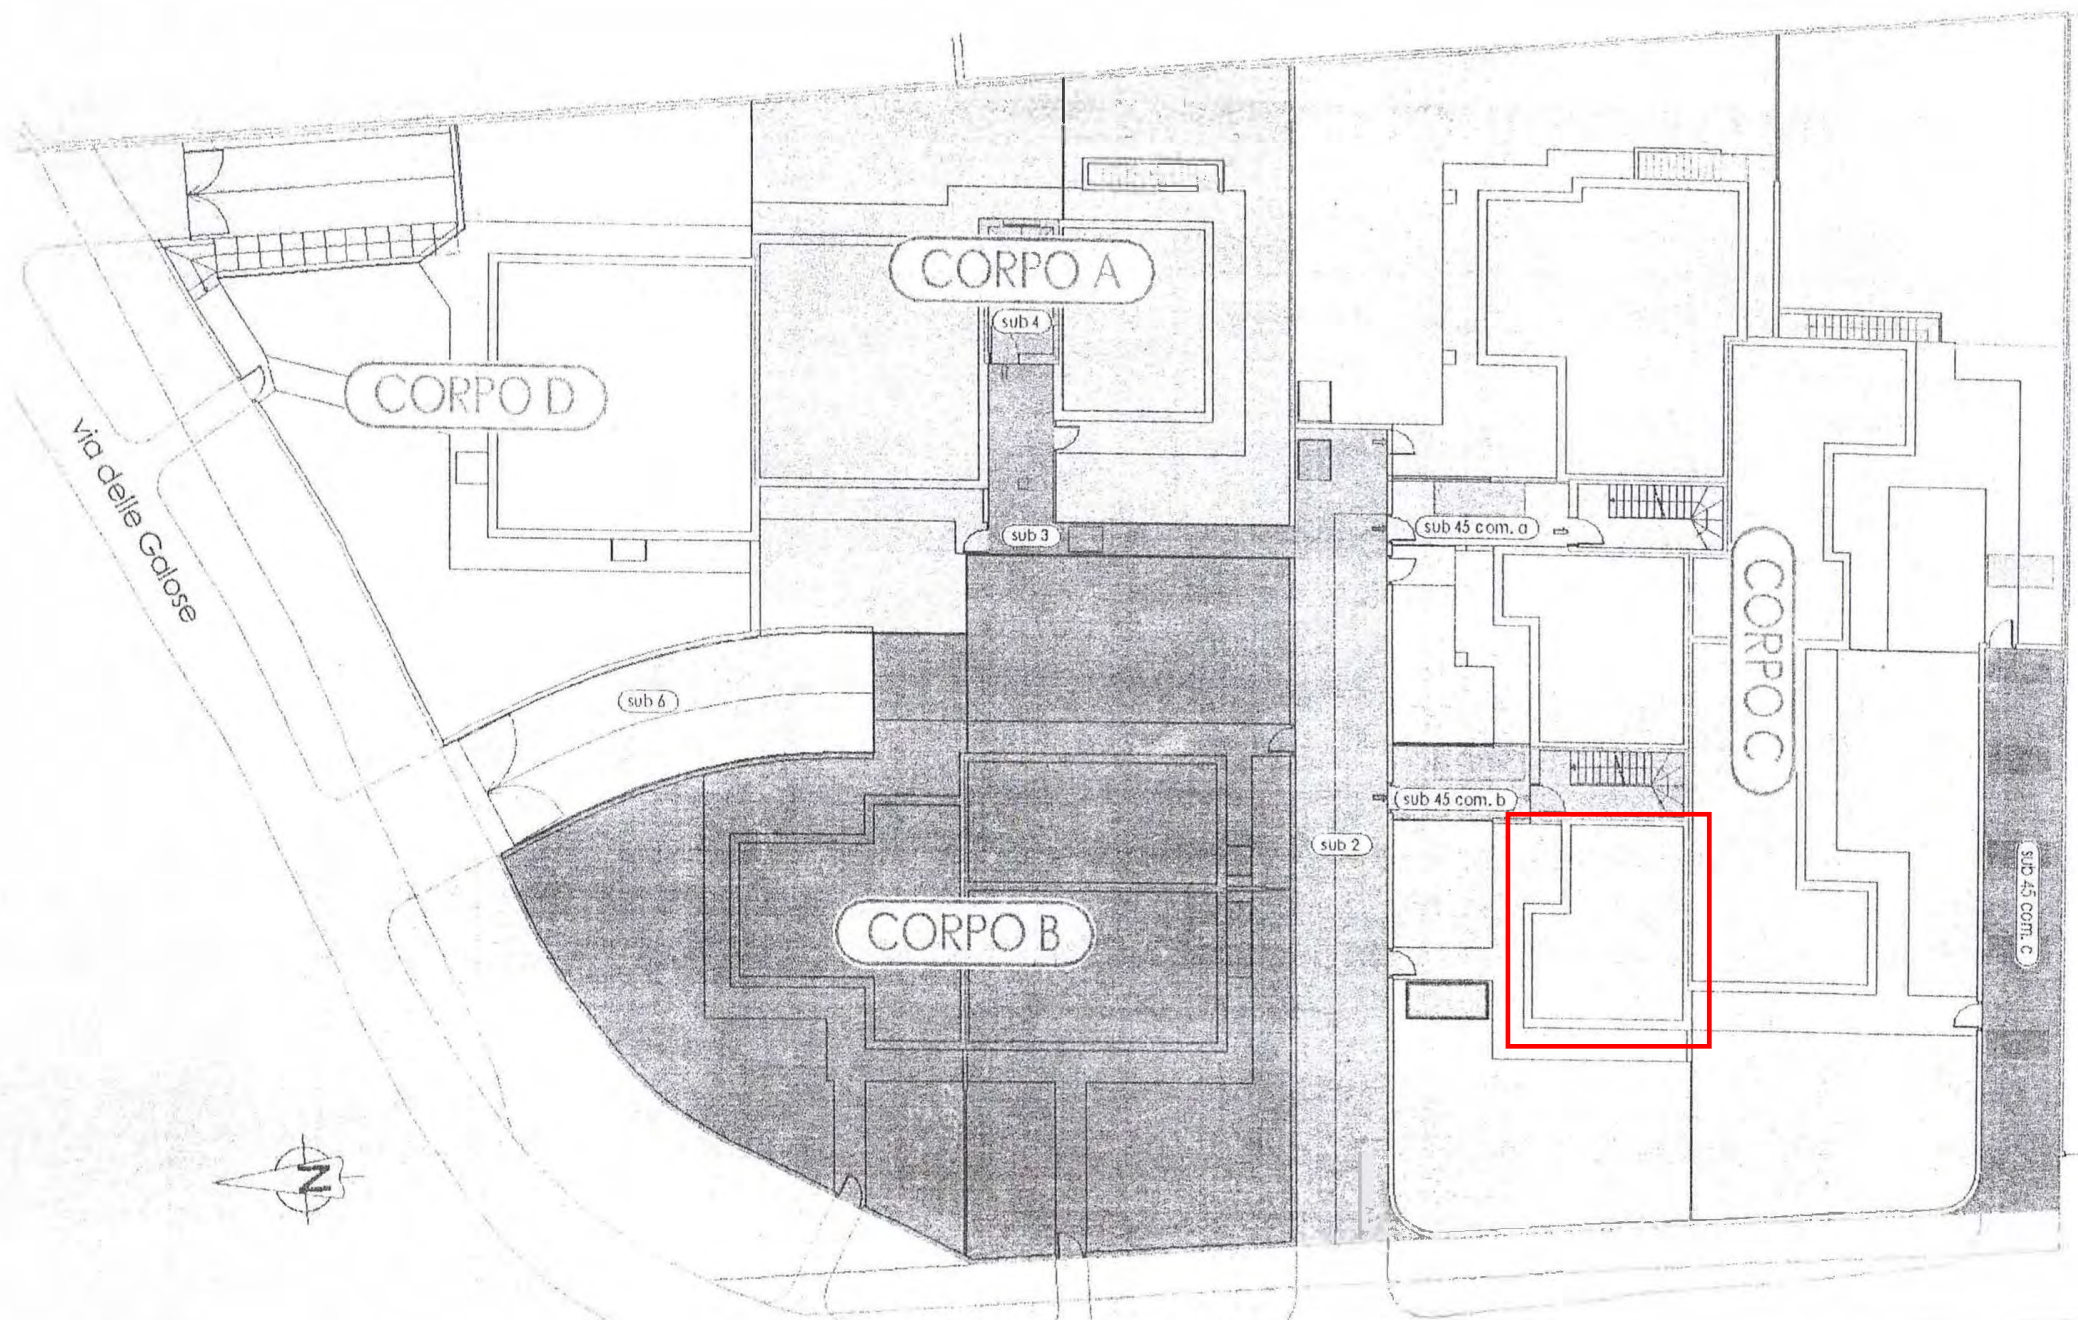 CORPO A
sub 4
CORPO D
via delle Galose
sub 3
sub 45 com. a
CORPO C
sub 6
sub 45 com. b
sub 2
CORPO B
sub 45 com. c
N